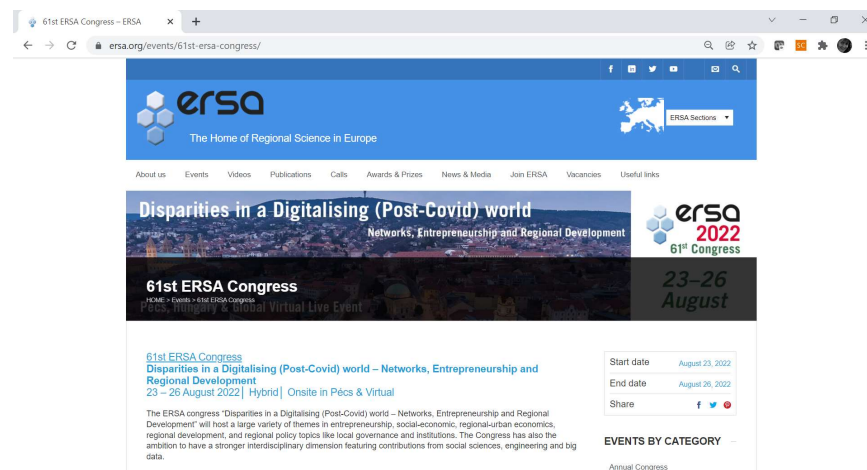 61st ERSA Congress – ERSA
ersa.org/events/61st-ersa-congress/
SC
ersa
The Home of Regional Science in Europe
ERSA Sections
About us Events Videos Publications Calls Awards & Prizes News & Media Join ERSA Vacancies Useful links
Disparities in a Digitalising (Post-Covid) world
Networks, Entrepreneurship and Regional Development
ersa
2022
61st Congress
23–26
August
61st ERSA Congress
HOME > Events > 61st ERSA Congress
Pécs, Hungary & Global Virtual Live Event
61st ERSA Congress
Disparities in a Digitalising (Post-Covid) world – Networks, Entrepreneurship and
Regional Development
23 – 26 August 2022│ Hybrid│ Onsite in Pécs & Virtual
The ERSA congress “Disparities in a Digitalising (Post-Covid) world – Networks, Entrepreneurship and Regional
Development” will host a large variety of themes in entrepreneurship, social-economic, regional-urban economics,
regional development, and regional policy topics like local governance and institutions. The Congress has also the
ambition to have a stronger interdisciplinary dimension featuring contributions from social sciences, engineering and big
data.
Start date August 23, 2022
End date August 26, 2022
Share
EVENTS BY CATEGORY
Annual Congress